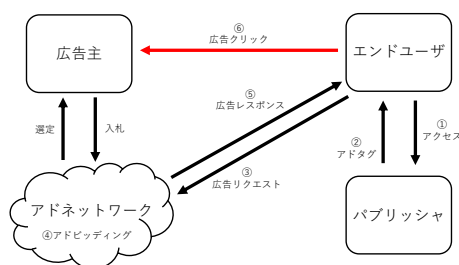 ⑥
広告クリック
広告主
エンドユーザ
⑤
広告レスポンス
選定
入札
①
アクセス
②
アドタグ
③
広告リクエスト
アドネットワーク
④アドビッディング
パブリッシャ